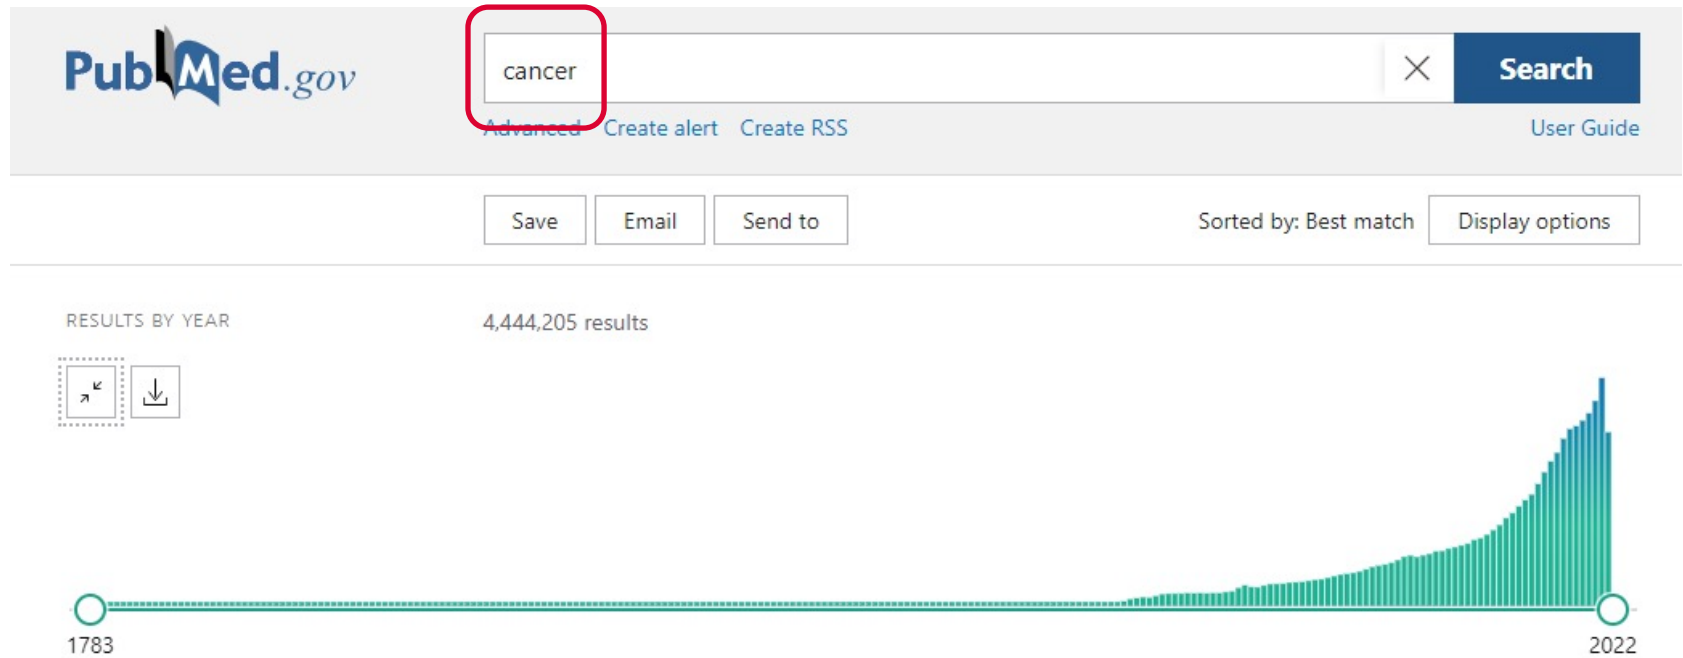 PubMed.gov
cancer
Search
Advanced Create alert Create RSS
User Guide
Save Email Send to
Sorted by: Best match Display options
RESULTS BY YEAR
4,444,205 results
1783
2022